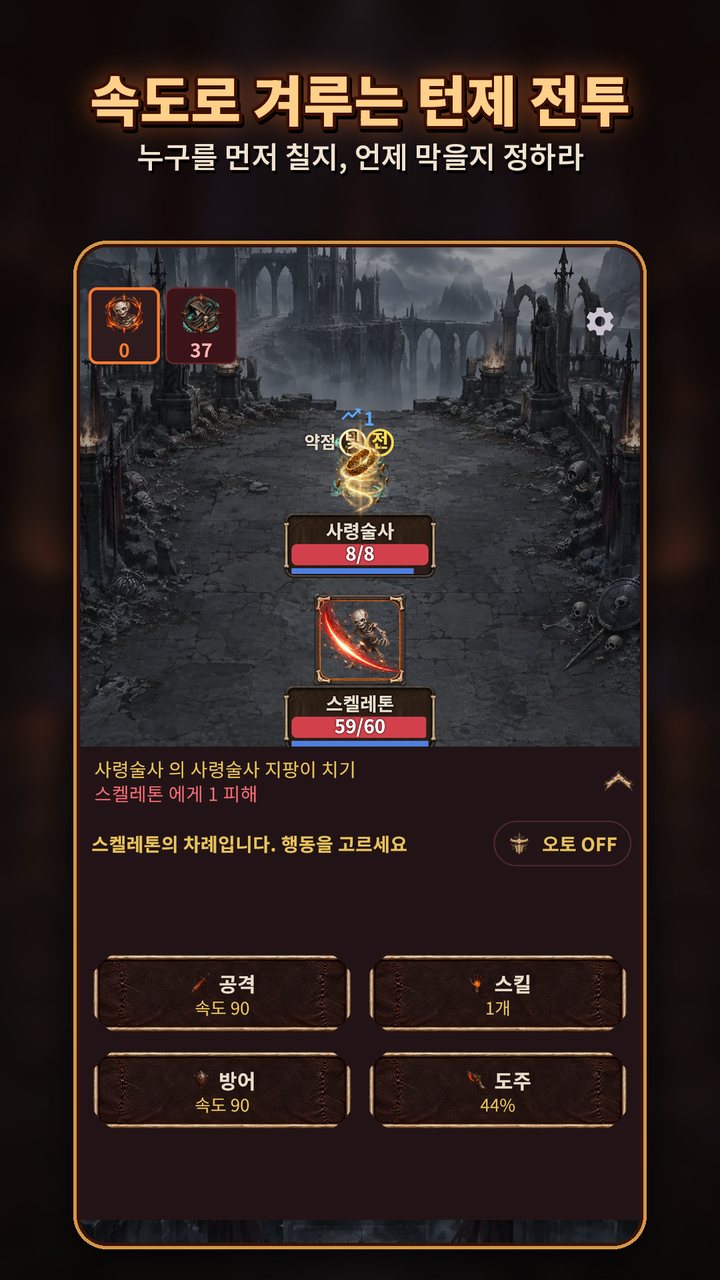 속도로 겨루는 턴제 전투
누구를 먼저 칠지, 언제 막을지 정하라
0
37
1
약점 빛 전
사령술사
8/8
스켈레톤
59/60
사령술사 의 사령술사 지팡이 치기
스켈레톤 에게 1 피해
스켈레톤의 차례입니다. 행동을 고르세요
오토 OFF
공격
속도 90
스킬
1개
방어
속도 90
도주
44%